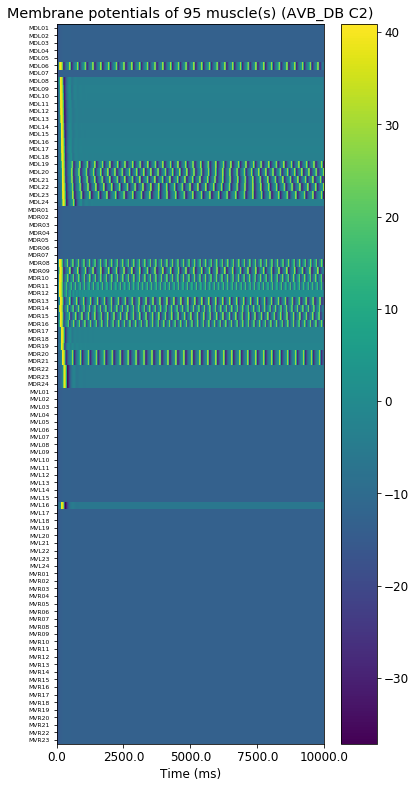 Membrane potentials of 95 muscle(s) (AVB_DB C2)
MDL01
MDL02
MDL03
MDL04
MDL05
MDL06
MDL07
MDL08
MDL09
MDL10
MDL11
MDL12
MDL13
MDL14
MDL15
MDL16
MDL17
MDL18
MDL19
MDL20
MDL21
MDL22
MDL23
MDL24
MDR01
MDR02
MDR03
MDR04
MDR05
MDR06
MDR07
MDR08
MDR09
MDR10
MDR11
MDR12
MDR13
MDR14
MDR15
MDR16
MDR17
MDR18
MDR19
MDR20
MDR21
MDR22
MDR23
MDR24
MVL01
MVL02
MVL03
MVL04
MVL05
MVL06
MVL07
MVL08
MVL09
MVL10
MVL11
MVL12
MVL13
MVL14
MVL15
MVL16
MVL17
MVL18
MVL19
MVL20
MVL21
MVL22
MVL23
MVL24
MVR01
MVR02
MVR03
MVR04
MVR05
MVR06
MVR07
MVR08
MVR09
MVR10
MVR11
MVR12
MVR13
MVR14
MVR15
MVR16
MVR17
MVR18
MVR19
MVR20
MVR21
MVR22
MVR23
0.0 2500.0 5000.0 7500.0 10000.0
Time (ms)
40
30
20
10
0
−10
−20
−30